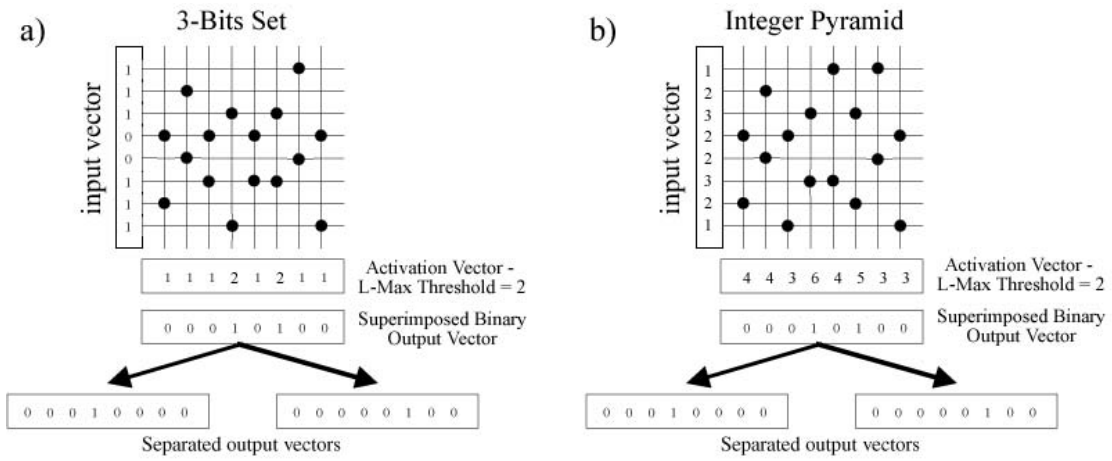 a)
3-Bits Set
input vector
1
1
1
0
0
1
1
1
1 1 1 2 1 2 1 1
Activation Vector -
L-Max Threshold = 2
0 0 0 1 0 1 0 0
Superimposed Binary
Output Vector
0 0 0 1 0 0 0 0
0 0 0 0 0 1 0 0
Separated output vectors
b)
Integer Pyramid
input vector
1
2
3
2
2
3
2
1
4 4 3 6 4 5 3 3
Activation Vector -
L-Max Threshold = 2
0 0 0 1 0 1 0 0
Superimposed Binary
Output Vector
0 0 0 1 0 0 0 0
0 0 0 0 0 1 0 0
Separated output vectors